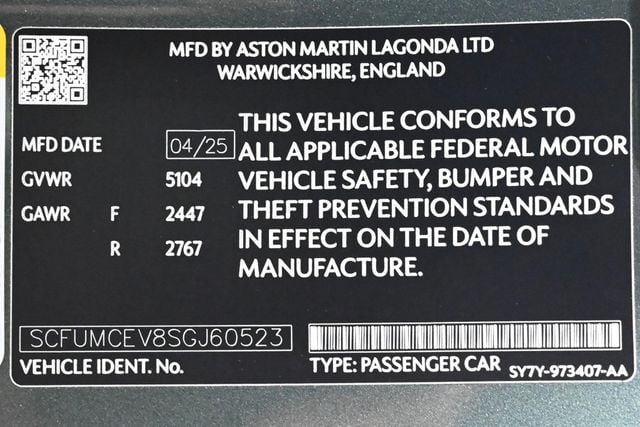 MFD BY ASTON MARTIN LAGONDA LTD
WARWICKSHIRE, ENGLAND
MFD DATE 04/25
GVWR 5104
GAWR F 2447
R 2767
THIS VEHICLE CONFORMS TO
ALL APPLICABLE FEDERAL MOTOR
VEHICLE SAFETY, BUMPER AND
THEFT PREVENTION STANDARDS
IN EFFECT ON THE DATE OF
MANUFACTURE.
SCFUMCEV8SGJ60523
VEHICLE IDENT. No.
TYPE: PASSENGER CAR
SY7Y-973407-AA